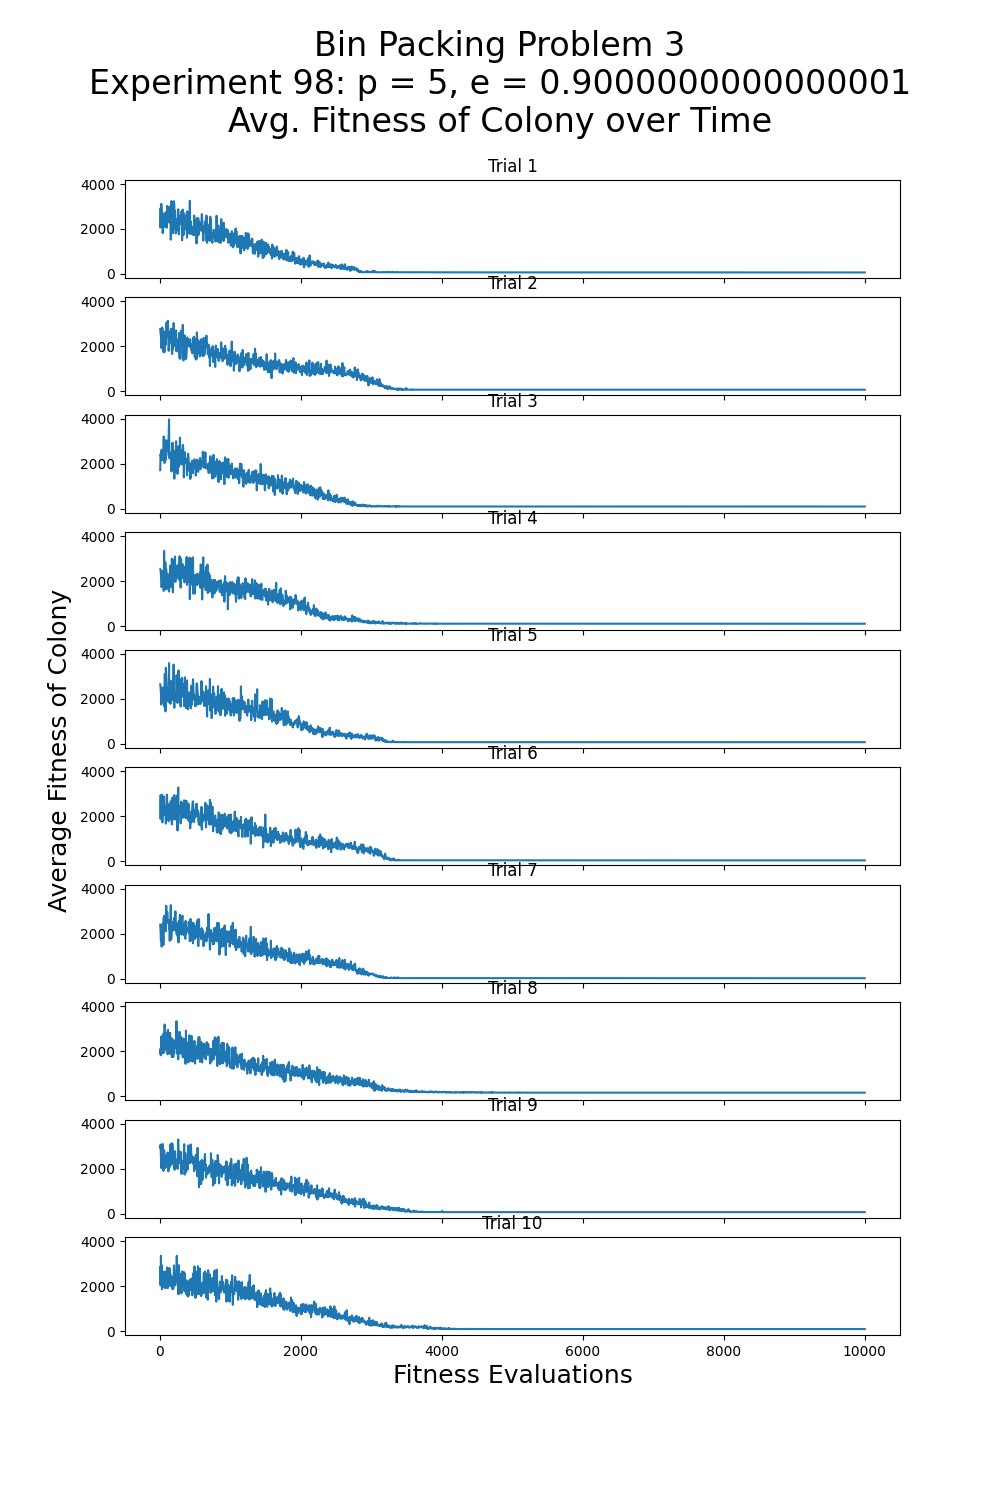 Bin Packing Problem 3
Experiment 98: p = 5, e = 0.9000000000000001
Avg. Fitness of Colony over Time
Trial 1
4000
2000
0
Trial 2
4000
2000
0
Trial 3
4000
2000
0
Trial 4
4000
2000
0
Trial 5
4000
2000
0
Trial 6
4000
2000
0
Trial 7
4000
2000
0
Trial 8
4000
2000
0
Trial 9
4000
2000
0
Trial 10
4000
2000
0
0 2000 4000 6000 8000 10000
Fitness Evaluations
Average Fitness of Colony